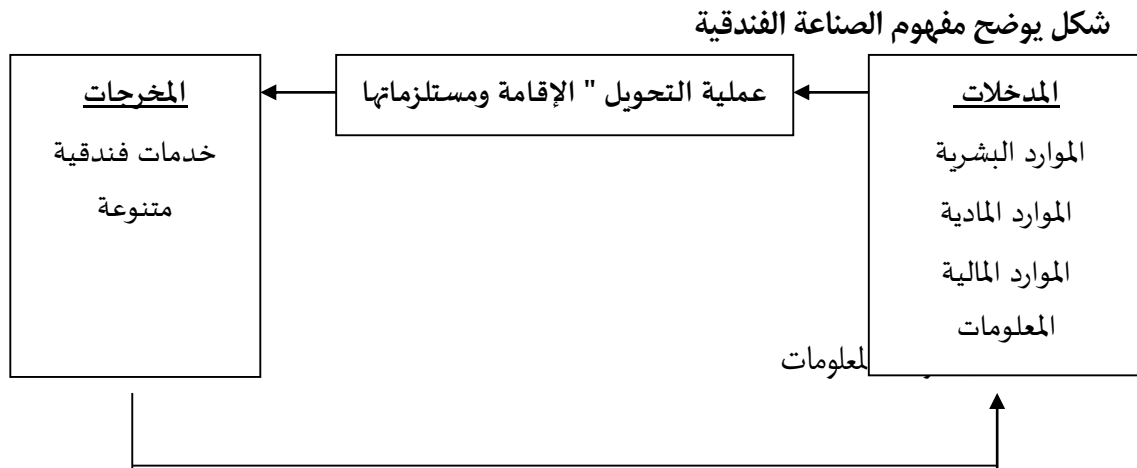 شكل يوضح مفهوم الصناعة الفندقية
المدخلات
الموارد البشرية
الموارد المادية
الموارد المالية
المعلومات
عملية التحويل " الإقامة ومستلزماتها
المخرجات
خدمات فندقية
متنوعة
لمعلومات